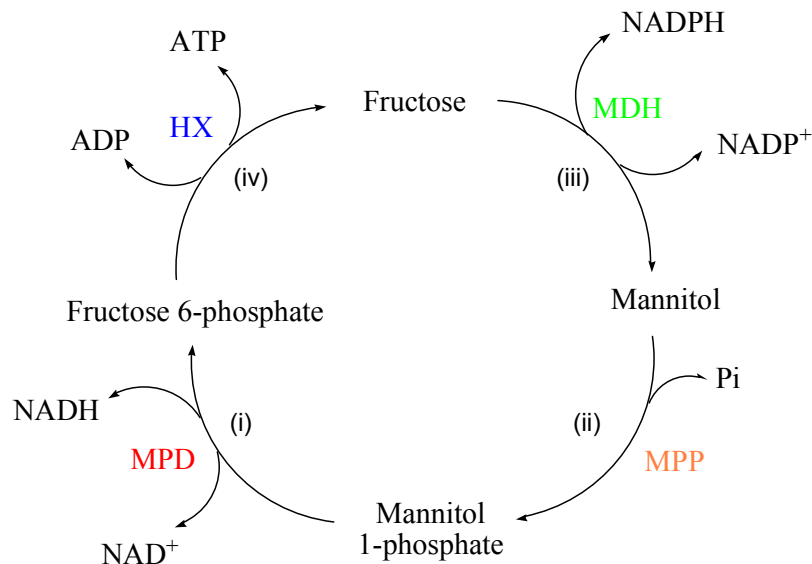 ATP
NADPH
Fructose
HX
MDH
ADP
NADP⁺
(iv)
(iii)
Mannitol
Fructose 6-phosphate
Pi
NADH
(i)
(ii)
MPD
MPP
Mannitol
1-phosphate
NAD⁺